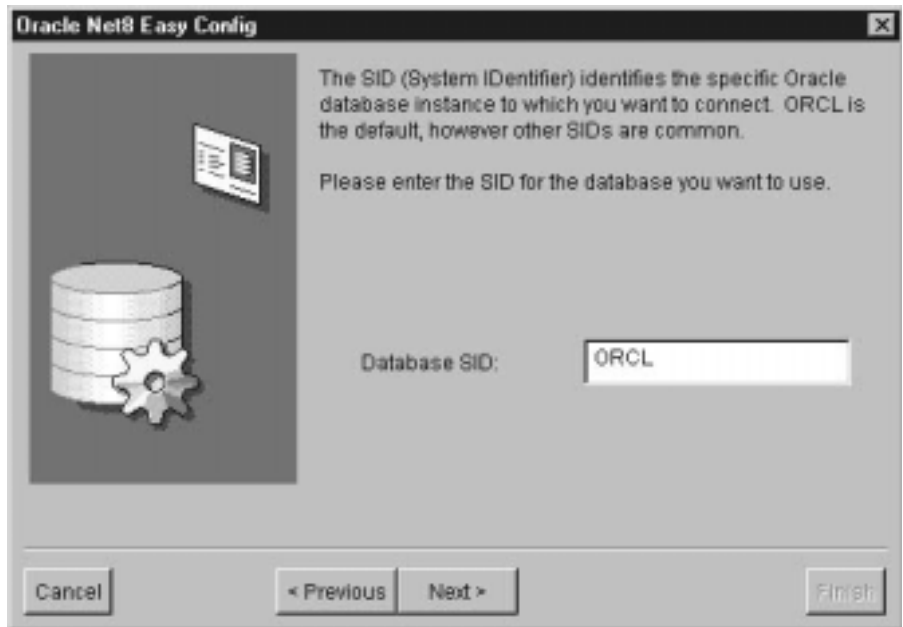 Oracle Net8 Easy Config
The SID (System IDentifier) identifies the specific Oracle
database instance to which you want to connect. ORCL is
the default, however other SIDs are common.
Please enter the SID for the database you want to use.
Database SID:
ORCL
Cancel
< Previous
Next >
Finish